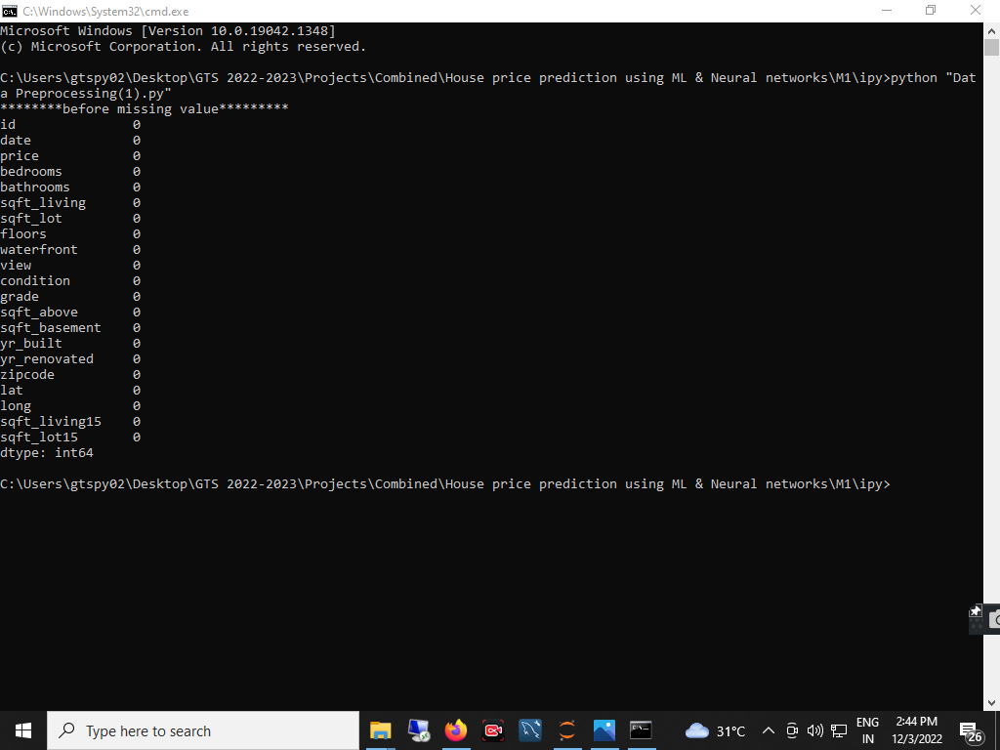 C:\Windows\System32\cmd.exe
Microsoft Windows [Version 10.0.19042.1348]
(c) Microsoft Corporation. All rights reserved.
C:\Users\gtspy02\Desktop\GTS 2022-2023\Projects\Combined\House price prediction using ML & Neural networks\M1\ipy>python "Dat
a Preprocessing(1).py"
********before missing value*********
id 0
date 0
price 0
bedrooms 0
bathrooms 0
sqft_living 0
sqft_lot 0
floors 0
waterfront 0
view 0
condition 0
grade 0
sqft_above 0
sqft_basement 0
yr_built 0
yr_renovated 0
zipcode 0
lat 0
long 0
sqft_living15 0
sqft_lot15 0
dtype: int64
C:\Users\gtspy02\Desktop\GTS 2022-2023\Projects\Combined\House price prediction using ML & Neural networks\M1\ipy>
Type here to search
31°C
ENG
IN
2:44 PM
12/3/2022
26